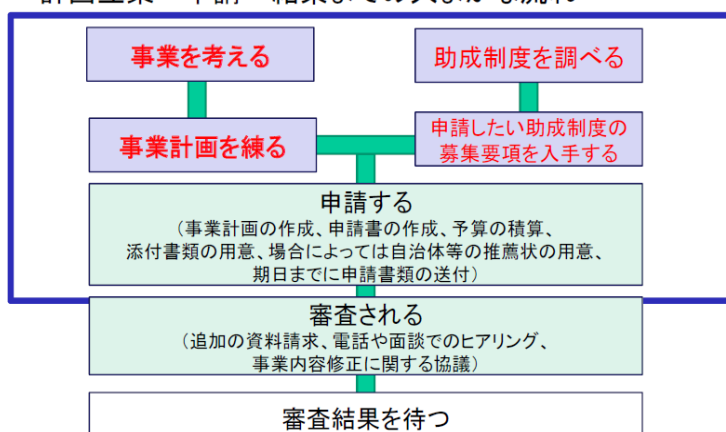 事業を考える
助成制度を調べる
事業計画を練る
申請したい助成制度の
募集要項を入手する
申請する
（事業計画の作成、申請書の作成、予算の積算、
添付書類の用意、場合によっては自治体等の推薦状の用意、
期日までに申請書類の送付）
審査される
（追加の資料請求、電話や面談でのヒアリング、
事業内容修正に関する協議）
審査結果を待つ